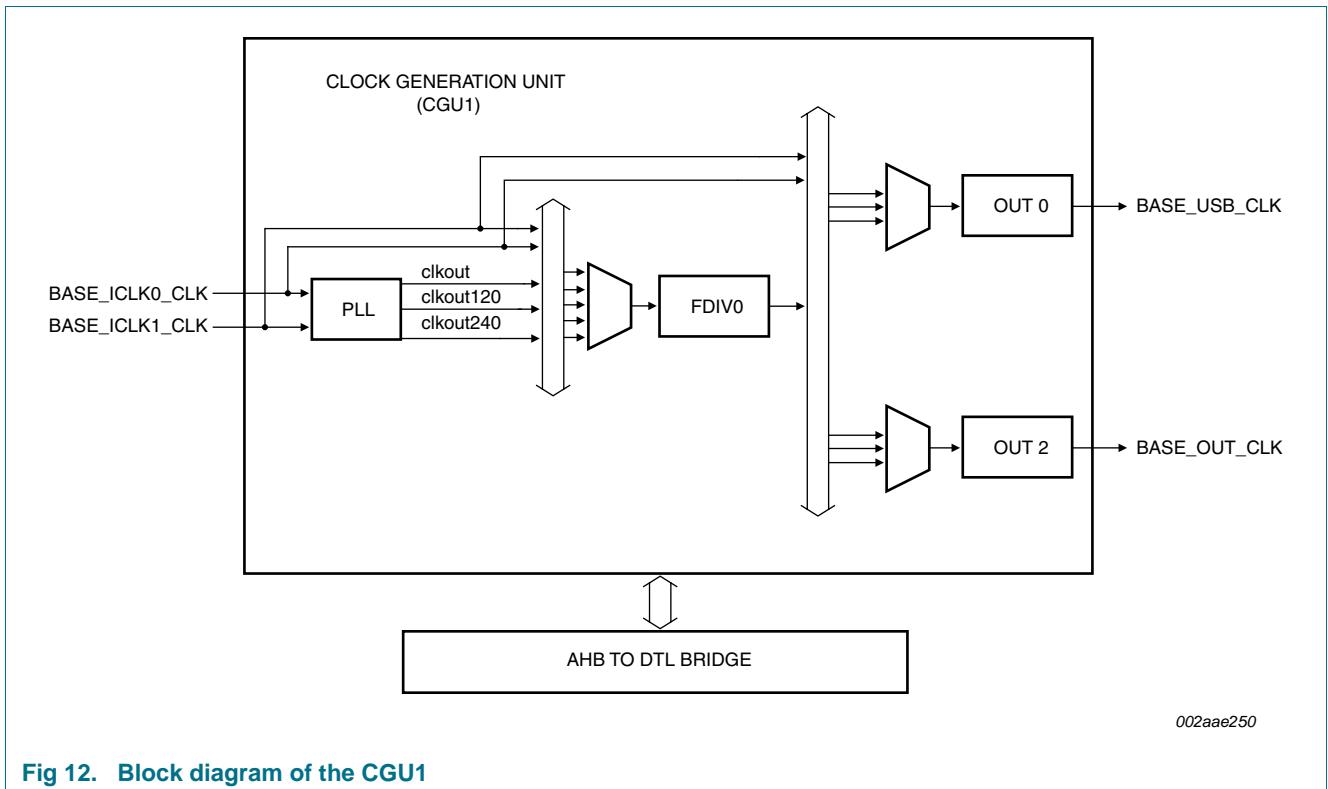 CLOCK GENERATION UNIT
(CGU1)
OUT 0
BASE_USB_CLK
clkout
BASE_ICLK0_CLK
clkout120
PLL
FDIV0
BASE_ICLK1_CLK
clkout240
OUT 2
BASE_OUT_CLK
AHB TO DTL BRIDGE
002aae250
Fig 12. Block diagram of the CGU1